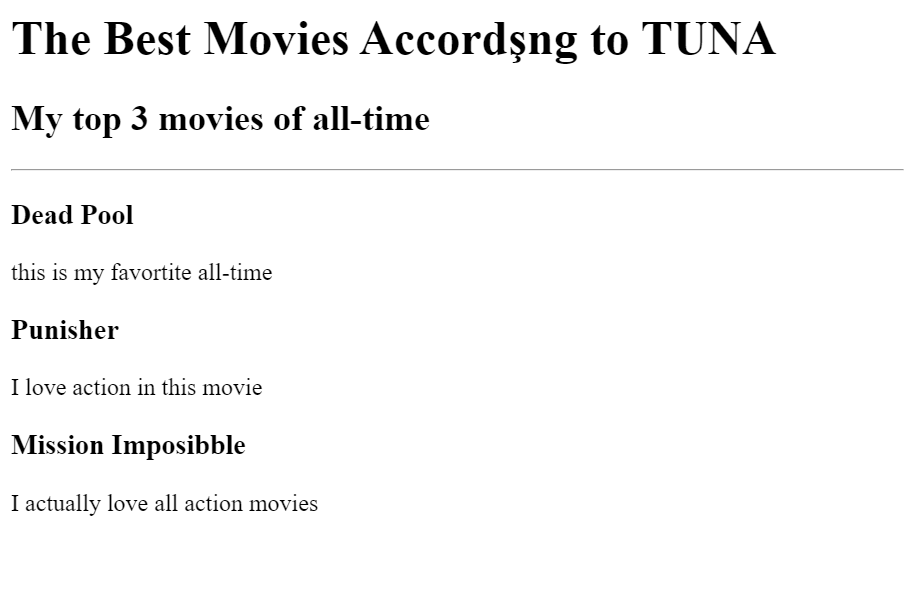 The Best Movies Accordşng to TUNA
My top 3 movies of all-time
Dead Pool
this is my favortite all-time
Punisher
I love action in this movie
Mission Imposibble
I actually love all action movies